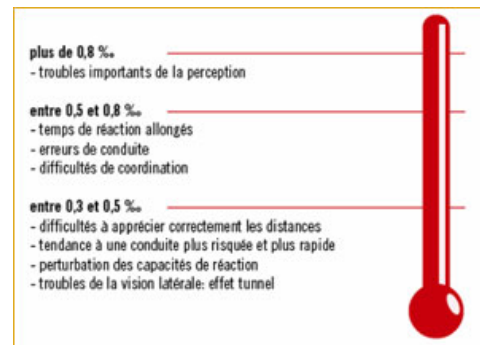 plus de 0,8 ‰
- troubles importants de la perception
entre 0,5 et 0,8 ‰
- temps de réaction allongés
- erreurs de conduite
- difficultés de coordination
entre 0,3 et 0,5 ‰
- difficultés à apprécier correctement les distances
- tendance à une conduite plus risquée et plus rapide
- perturbation des capacités de réaction
- troubles de la vision latérale: effet tunnel